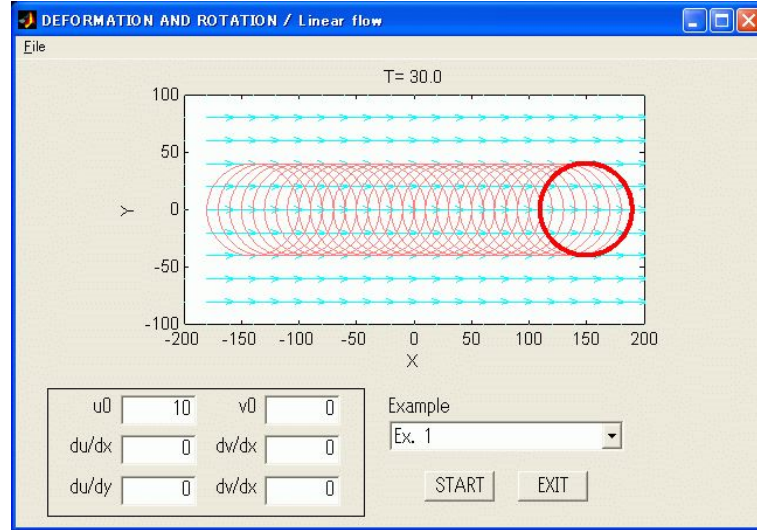 DEFORMATION AND ROTATION / Linear flow
File
T= 30.0
100
50
0
-50
-100
Y
-200 -150 -100 -50 0 50 100 150 200
X
u0 10 v0 0
du/dx 0 dv/dx 0
du/dy 0 dv/dx 0
Example
Ex. 1
START EXIT